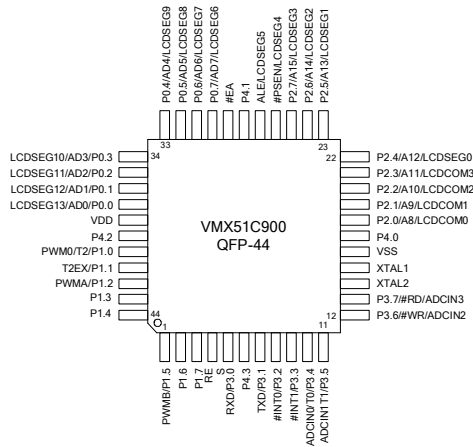 P0.4/AD4/LCDSEG9
P0.5/AD5/LCDSEG8
P0.6/AD6/LCDSEG7
P0.7/AD7/LCDSEG6
#EA
P4.1
ALE/LCDSEG5
#PSEN/LCDSEG4
P2.7/A15/LCDSEG3
P2.6/A14/LCDSEG2
P2.5/A13/LCDSEG1
33
23
34
22
LCDSEG10/AD3/P0.3
LCDSEG11/AD2/P0.2
LCDSEG12/AD1/P0.1
LCDSEG13/AD0/P0.0
VDD
P4.2
PWM0/T2/P1.0
T2EX/P1.1
PWMA/P1.2
P1.3
P1.4
VMX51C900
QFP-44
P2.4/A12/LCDSEG0
P2.3/A11/LCDCOM3
P2.2/A10/LCDCOM2
P2.1/A9/LCDCOM1
P2.0/A8/LCDCOM0
P4.0
VSS
XTAL1
XTAL2
P3.7/#RD/ADCIN3
P3.6/#WR/ADCIN2
44
12
1
11
PWMB/P1.5
P1.6
P1.7
RE
S
RXD/P3.0
P4.3
TXD/P3.1
#INT0/P3.2
#INT1/P3.3
ADCIN0/T0/P3.4
ADCIN1T1/P3.5